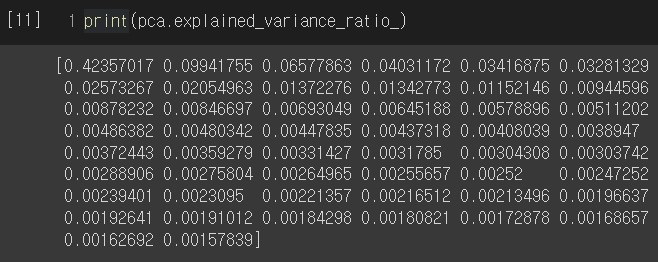 [11] 1 print(pca.explained_variance_ratio_)
[0.42357017 0.09941755 0.06577863 0.04031172 0.03416875 0.03281329
0.02573267 0.02054963 0.01372276 0.01342773 0.01152146 0.00944596
0.00878232 0.00846697 0.00693049 0.00645188 0.00578896 0.00511202
0.00486382 0.00480342 0.00447835 0.00437318 0.00408039 0.0038947
0.00372443 0.00359279 0.00331427 0.0031785 0.00304308 0.00303742
0.00288906 0.00275804 0.00264965 0.00255657 0.00252 0.00247252
0.00239401 0.0023095 0.00221357 0.00216512 0.00213496 0.00196637
0.00192641 0.00191012 0.00184298 0.00180821 0.00172878 0.00168657
0.00162692 0.00157839]